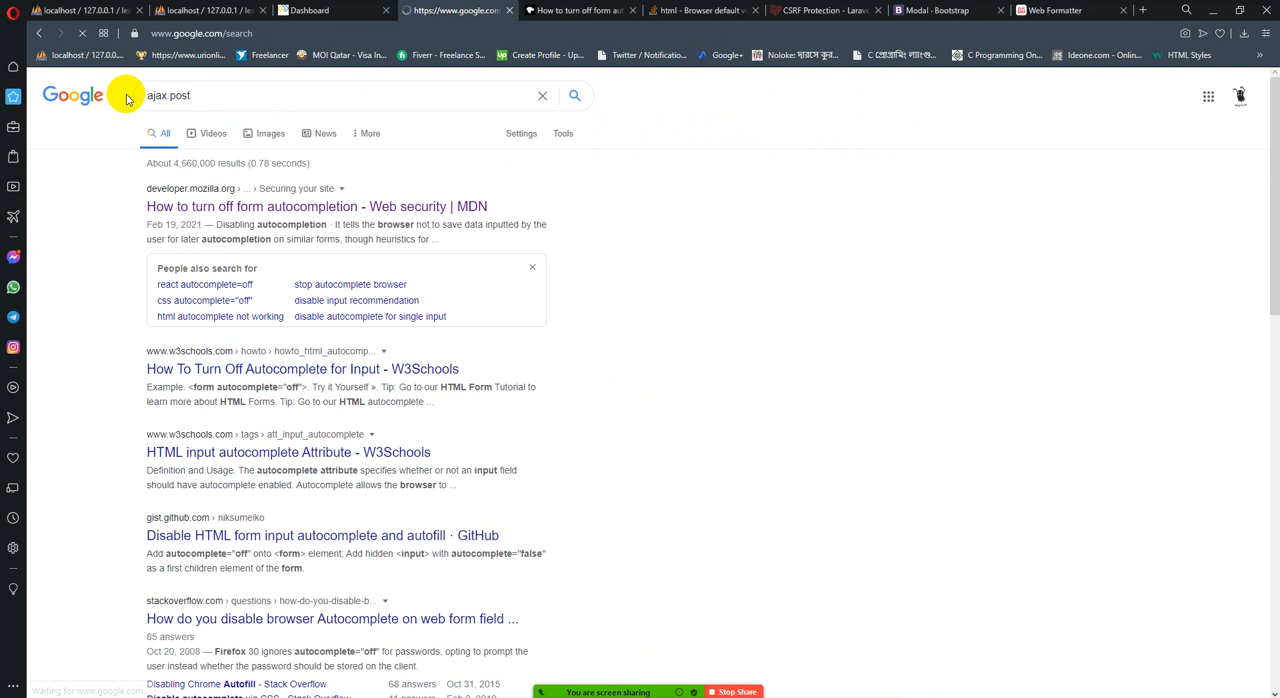 localhost / 127.0.0.1 / le
localhost / 127.0.0.1 / le
Dashboard
https://www.google.com
How to turn off form aut
html - Browser default v
CSRF Protection - Larave
Modal - Bootstrap
Web Formatter
www.google.com/search
localhost / 127.0.0....
https://www.urionli...
Freelancer
MOI Qatar - Visa In...
Fiverr - Freelance S...
Create Profile - Up...
Twitter / Notificatio...
Google+
C Programming On...
Ideone.com - Onlin...
HTML Styles
Google
ajax post
All
Videos
Images
News
More
Settings
Tools
About 4,660,000 results (0.78 seconds)
developer.mozilla.org › ... › Securing your site
How to turn off form autocompletion - Web security | MDN
Feb 19, 2021 — Disabling autocompletion · It tells the browser not to save data inputted by the
user for later autocompletion on similar forms, though heuristics for ...
People also search for
react autocomplete=off
stop autocomplete browser
css autocomplete="off"
disable input recommendation
html autocomplete not working
disable autocomplete for single input
www.w3schools.com › howto › howto_html_autocomp...
How To Turn Off Autocomplete for Input - W3Schools
Example. <form autocomplete="off">. Try it Yourself ». Tip: Go to our HTML Form Tutorial to
learn more about HTML Forms. Tip: Go to our HTML autocomplete ...
www.w3schools.com › tags › att_input_autocomplete
HTML input autocomplete Attribute - W3Schools
Definition and Usage. The autocomplete attribute specifies whether or not an input field
should have autocomplete enabled. Autocomplete allows the browser to ...
gist.github.com › niksumeiko
Disable HTML form input autocomplete and autofill · GitHub
Add autocomplete="off" onto <form> element; Add hidden <input> with autocomplete="false"
as a first children element of the form.
stackoverflow.com › questions › how-do-you-disable-b...
How do you disable browser Autocomplete on web form field ...
85 answers
Oct 20, 2008 — Firefox 30 ignores autocomplete="off" for passwords, opting to prompt the
user instead whether the password should be stored on the client.
Disabling Chrome Autofill - Stack Overflow
68 answers
Oct 31, 2015
Waiting for www.google.com...
You are screen sharing
Stop Share